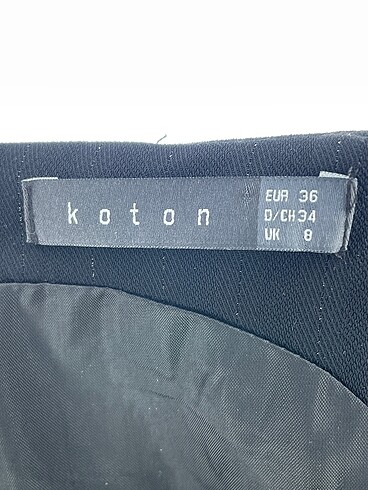 koton
EUR 36
D/CH 34
UK 8